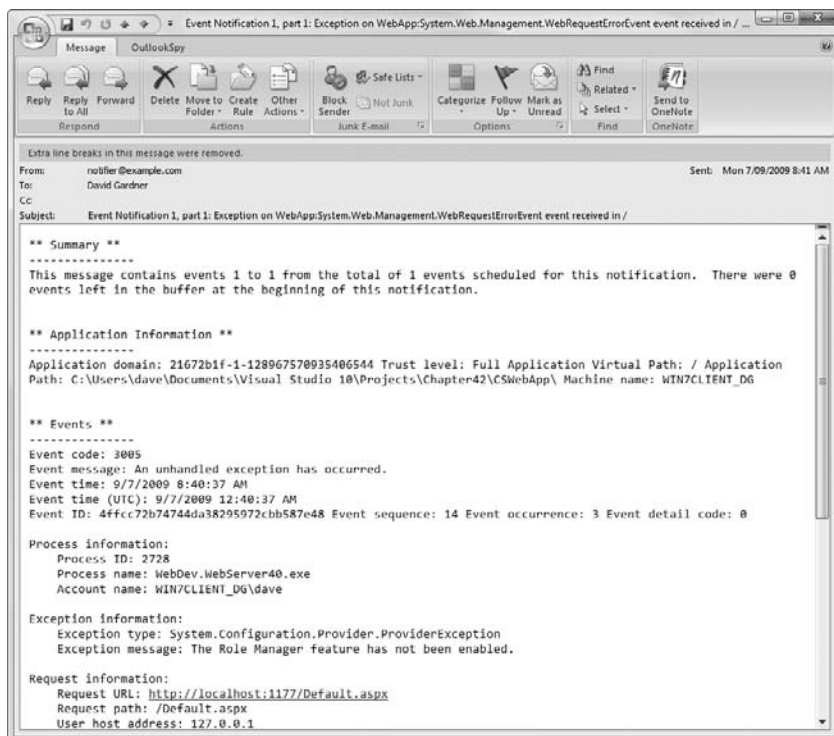 Event Notification 1, part 1: Exception on WebApp:System.Web.Management.WebRequestErrorEvent event received in / ...
Message OutlookSpy
Reply Reply to All Forward
Respond
Delete Move to Folder Create Rule Other Actions
Actions
Block Sender Safe Lists Not Junk
Junk E-mail
Categorize Follow Up Mark as Unread
Options
Find Related Select
Find
Send to OneNote
OneNote
Extra line breaks in this message were removed.
From: notifier@example.com Sent: Mon 7/09/2009 8:41 AM
To: David Gardner
Cc:
Subject: Event Notification 1, part 1: Exception on WebApp:System.Web.Management.WebRequestErrorEvent event received in /
** Summary **
---------------
This message contains events 1 to 1 from the total of 1 events scheduled for this notification. There were 0
events left in the buffer at the beginning of this notification.
** Application Information **
---------------
Application domain: 21672b1f-1-128967570935406544 Trust level: Full Application Virtual Path: / Application
Path: C:\Users\dave\Documents\Visual Studio 10\Projects\Chapter42\CSWebApp\ Machine name: WIN7CLIENT_DG
** Events **
---------------
Event code: 3005
Event message: An unhandled exception has occurred.
Event time: 9/7/2009 8:40:37 AM
Event time (UTC): 9/7/2009 12:40:37 AM
Event ID: 4ffcc72b74744da38295972cbb587e48 Event sequence: 14 Event occurrence: 3 Event detail code: 0
Process information:
Process ID: 2728
Process name: WebDev.WebServer40.exe
Account name: WIN7CLIENT_DG\dave
Exception information:
Exception type: System.Configuration.Provider.ProviderException
Exception message: The Role Manager feature has not been enabled.
Request information:
Request URL: http://localhost:1177/Default.aspx
Request path: /Default.aspx
User host address: 127.0.0.1